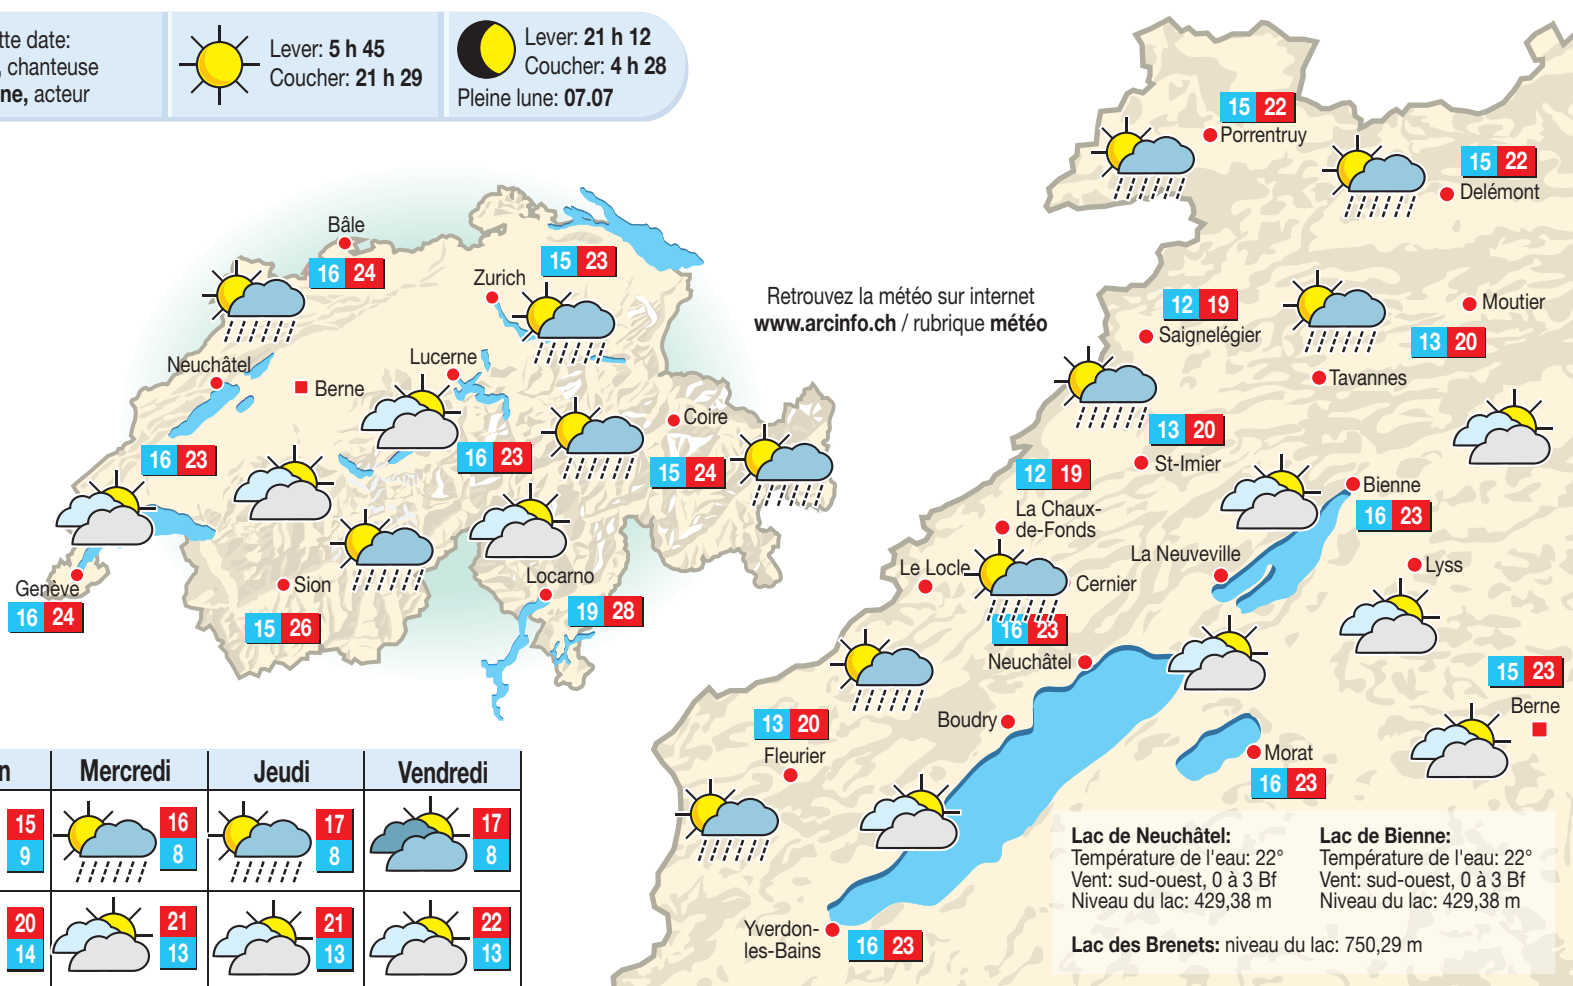 tte date:
, chanteuse
ne, acteur
Lever: 5 h 45
Coucher: 21 h 29
Lever: 21 h 12
Coucher: 4 h 28
Pleine lune: 07.07
Bâle
16 24
Zurich
15 23
Neuchâtel
Berne
Lucerne
Coire
16 23
16 23
15 24
Genève
16 24
Sion
15 26
Locarno
19 28
Retrouvez la météo sur internet
www.arcinfo.ch / rubrique météo
15 22
Porrentruy
15 22
Delémont
12 19
Saignelégier
Moutier
13 20
Tavannes
13 20
St-Imier
12 19
La Chaux-
de-Fonds
Bienne
16 23
La Neuveville
Lyss
Le Locle
Cernier
16 23
Neuchâtel
15 23
Berne
Boudry
13 20
Fleurier
Morat
16 23
Yverdon-
les-Bains
16 23
Lac de Neuchâtel:
Température de l'eau: 22°
Vent: sud-ouest, 0 à 3 Bf
Niveau du lac: 429,38 m
Lac de Bienne:
Température de l'eau: 22°
Vent: sud-ouest, 0 à 3 Bf
Niveau du lac: 429,38 m
Lac des Brenets: niveau du lac: 750,29 m
n Mercredi Jeudi Vendredi
15 16 17 17
9 8 8 8
20 21 21 22
14 13 13 13